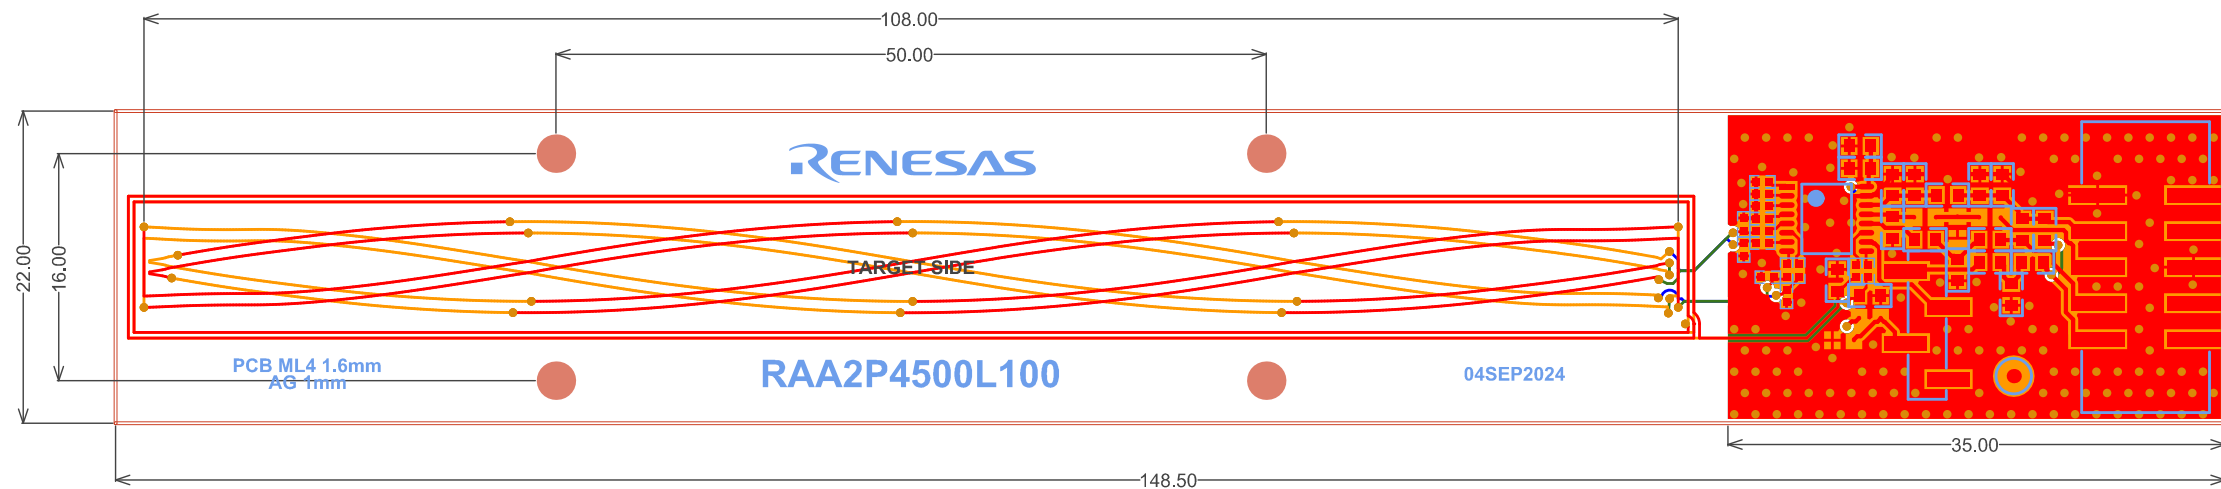 108.00
50.00
RENESAS
22.00
16.00
TARGET SIDE
PCB ML4 1.6mm
AG 1mm
RAA2P4500L100
04SEP2024
35.00
148.50